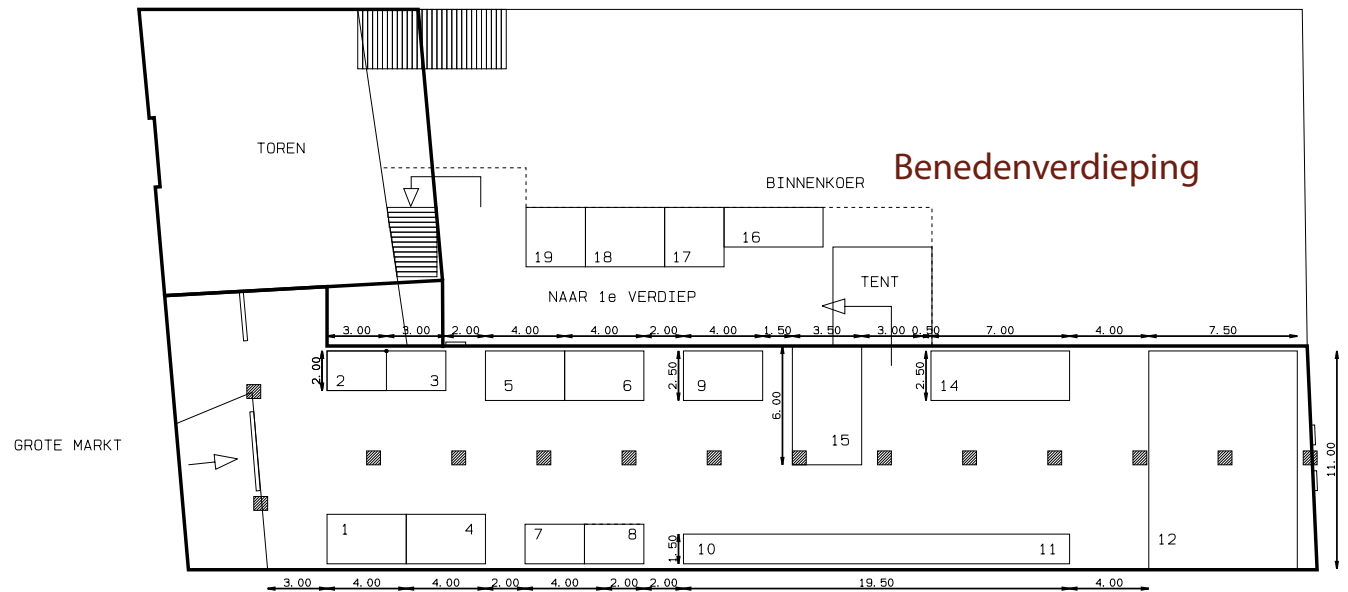 TOREN
Benedenverdieping
BINNENKOER
16
19 18 17
TENT
NAAR 1e VERDIEP
3.00 3.00 2.00 4.00 4.00 2.00 4.00 1.50 3.50 3.00 0.50 7.00 4.00 7.50
2.00 2 3 5 6 2.50 9 6.00 2.50 14
15
GROTE MARKT
11.00
1 4 7 8 1.50 10 11 12
3.00 4.00 4.00 2.00 4.00 2.00 2.00 19.50 4.00